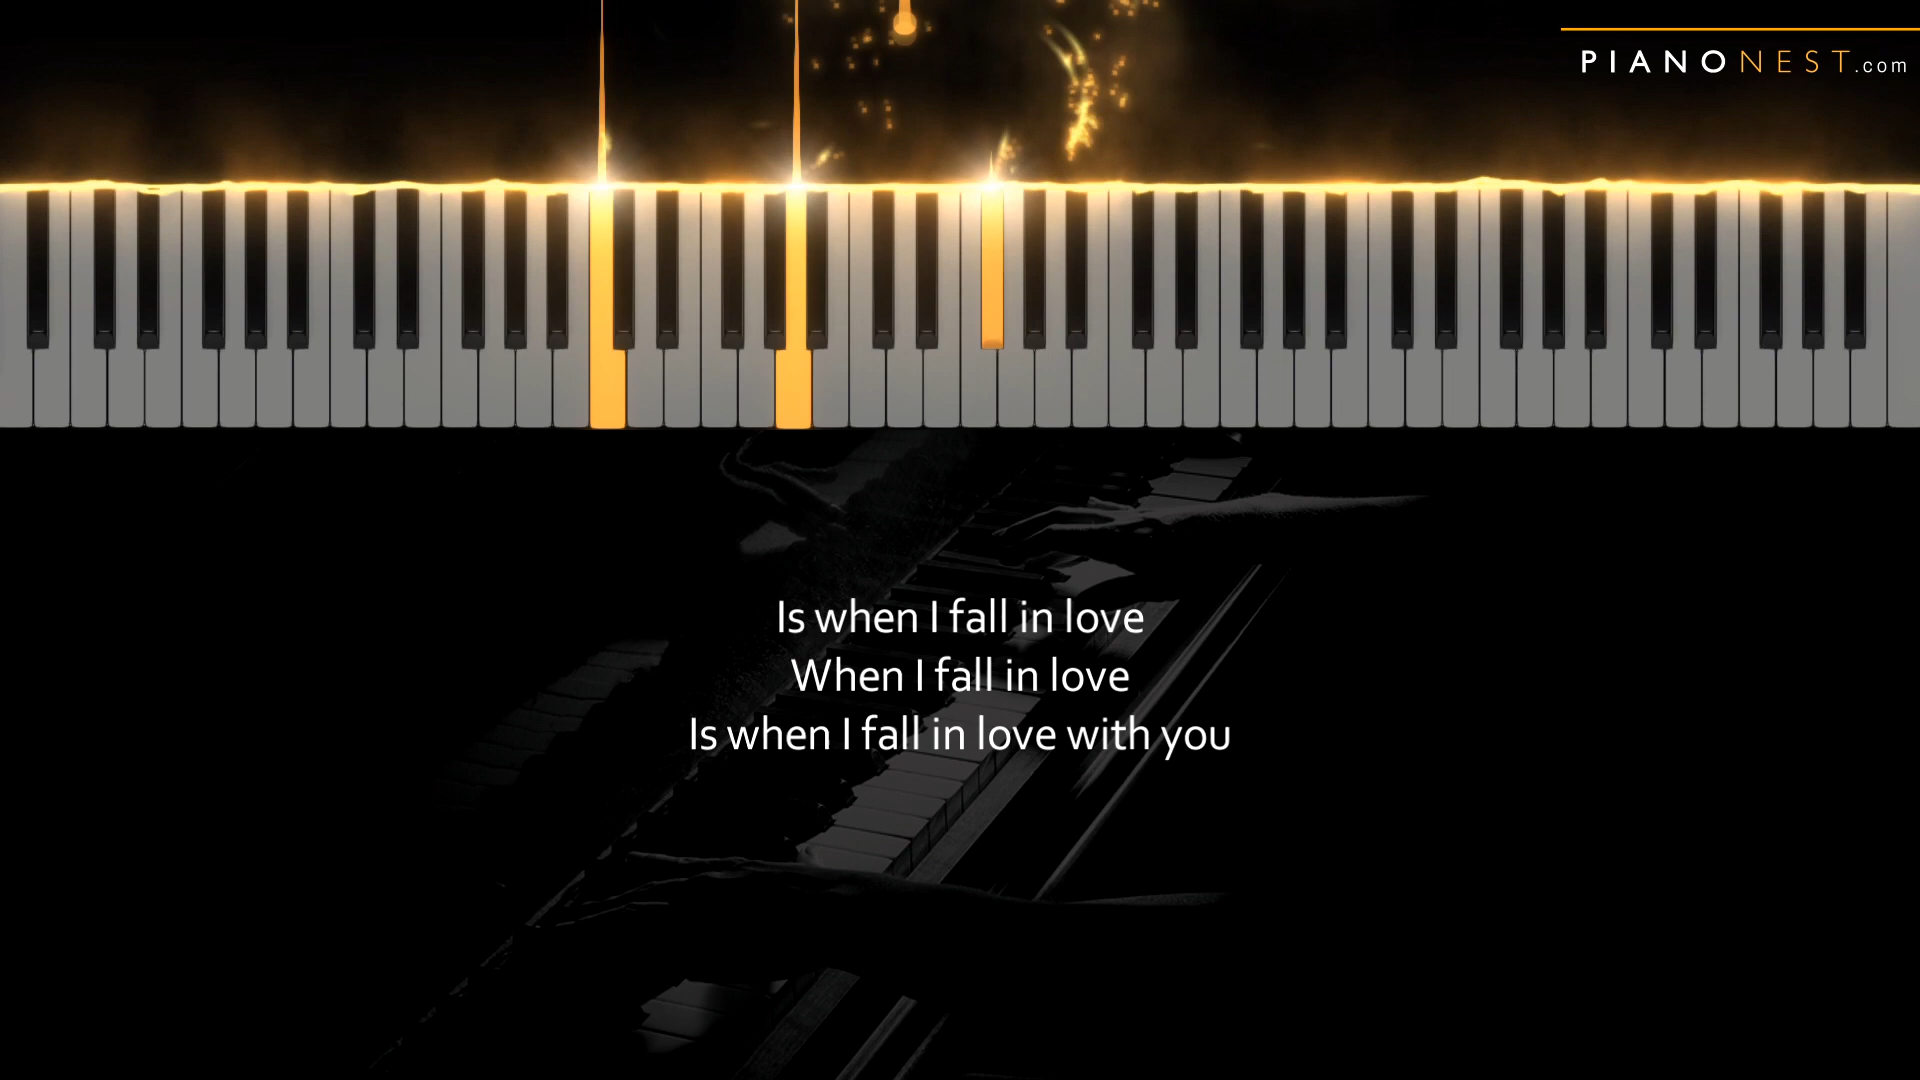 PIANONEST.com
Is when I fall in love
When I fall in love
Is when I fall in love with you